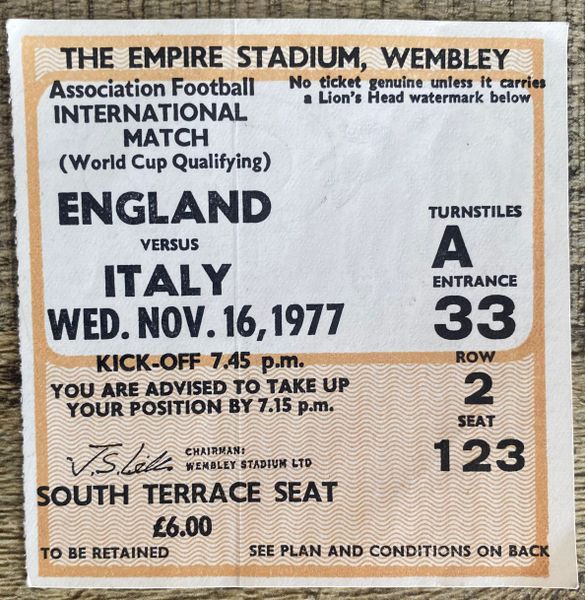 THE EMPIRE STADIUM, WEMBLEY
Association Football
INTERNATIONAL
MATCH
(World Cup Qualifying)
No ticket genuine unless it carries
a Lion's Head watermark below
ENGLAND
VERSUS
ITALY
WED. NOV. 16, 1977
TURNSTILES
A
ENTRANCE
33
KICK-OFF 7.45 p.m.
YOU ARE ADVISED TO TAKE UP
YOUR POSITION BY 7.15 p.m.
ROW
2
SEAT
123
CHAIRMAN:
WEMBLEY STADIUM LTD
SOUTH TERRACE SEAT
£6.00
TO BE RETAINED
SEE PLAN AND CONDITIONS ON BACK